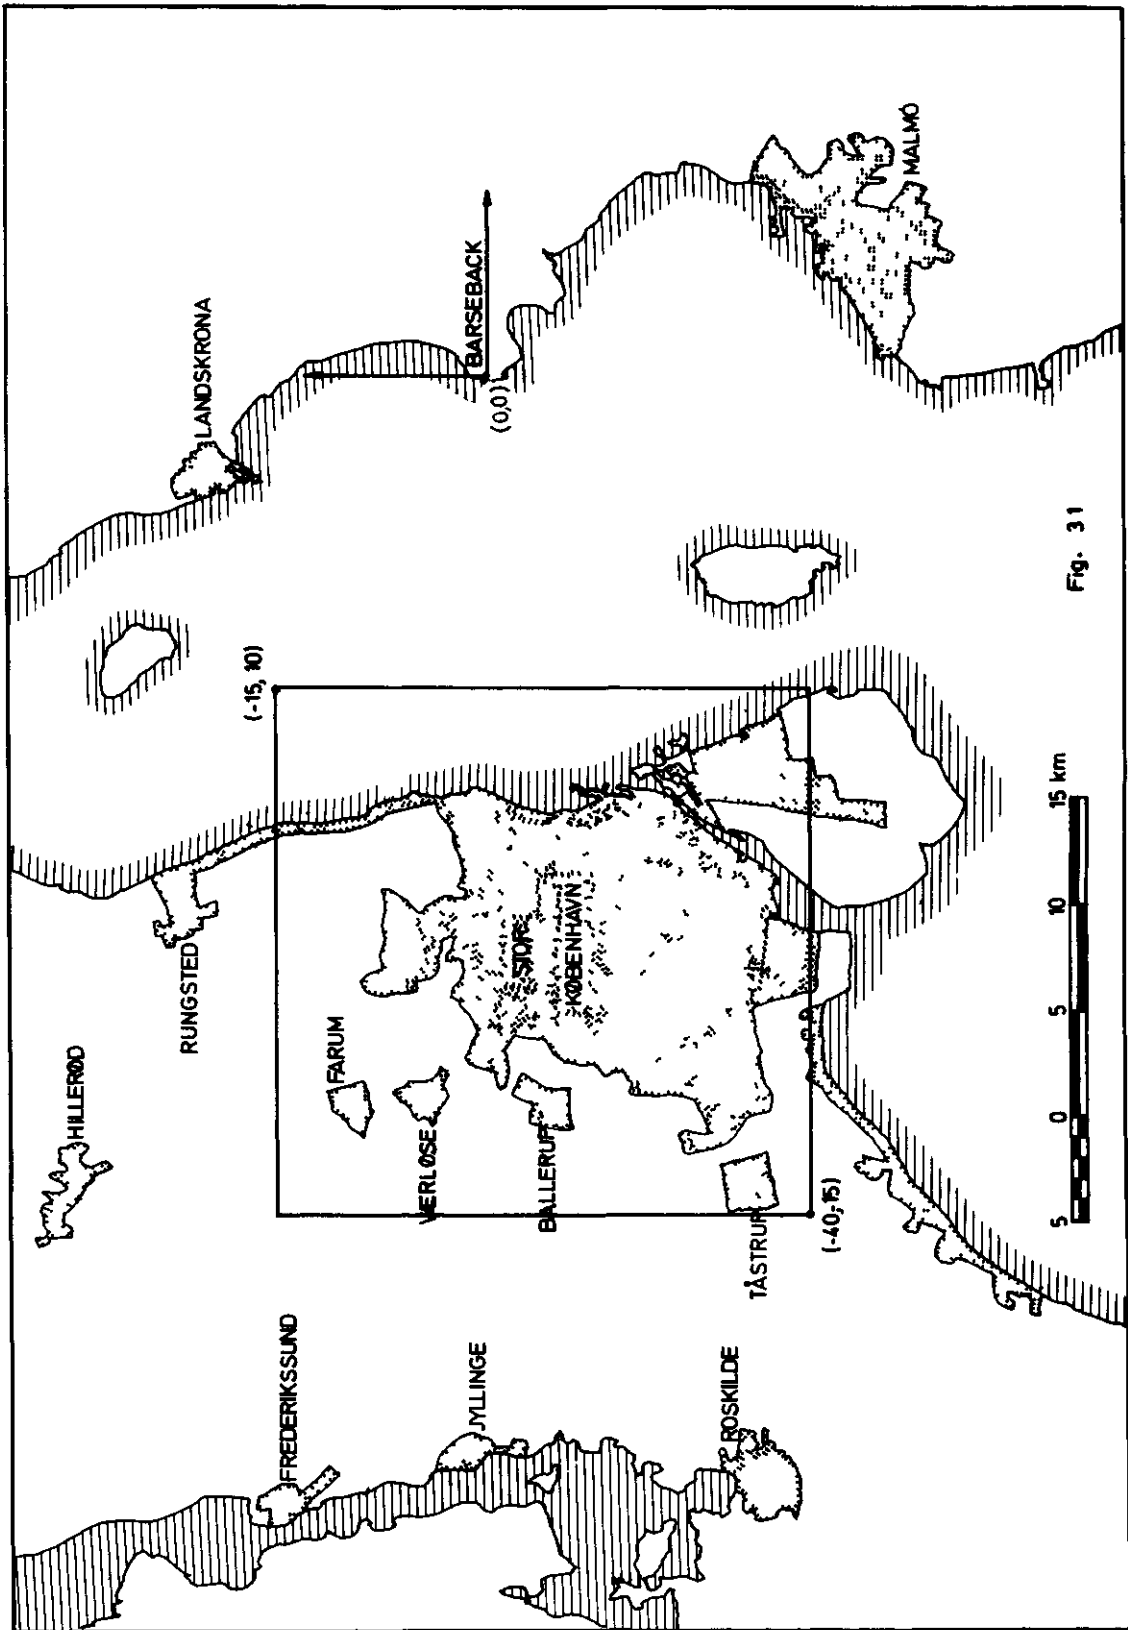 HILLERØD
RUNGSTED
LANDSKRONA
FARUM
(-15, 10)
BARSEBACK
(0,0)
FREDERIKSSUND
VÆRLØSE
BALLERUP
STOR
KØBENHAVN
JYLLINGE
TÅSTRUP
(-40,-15)
ROSKILDE
MALMÖ
5 0 5 10 15 km
Fig. 31